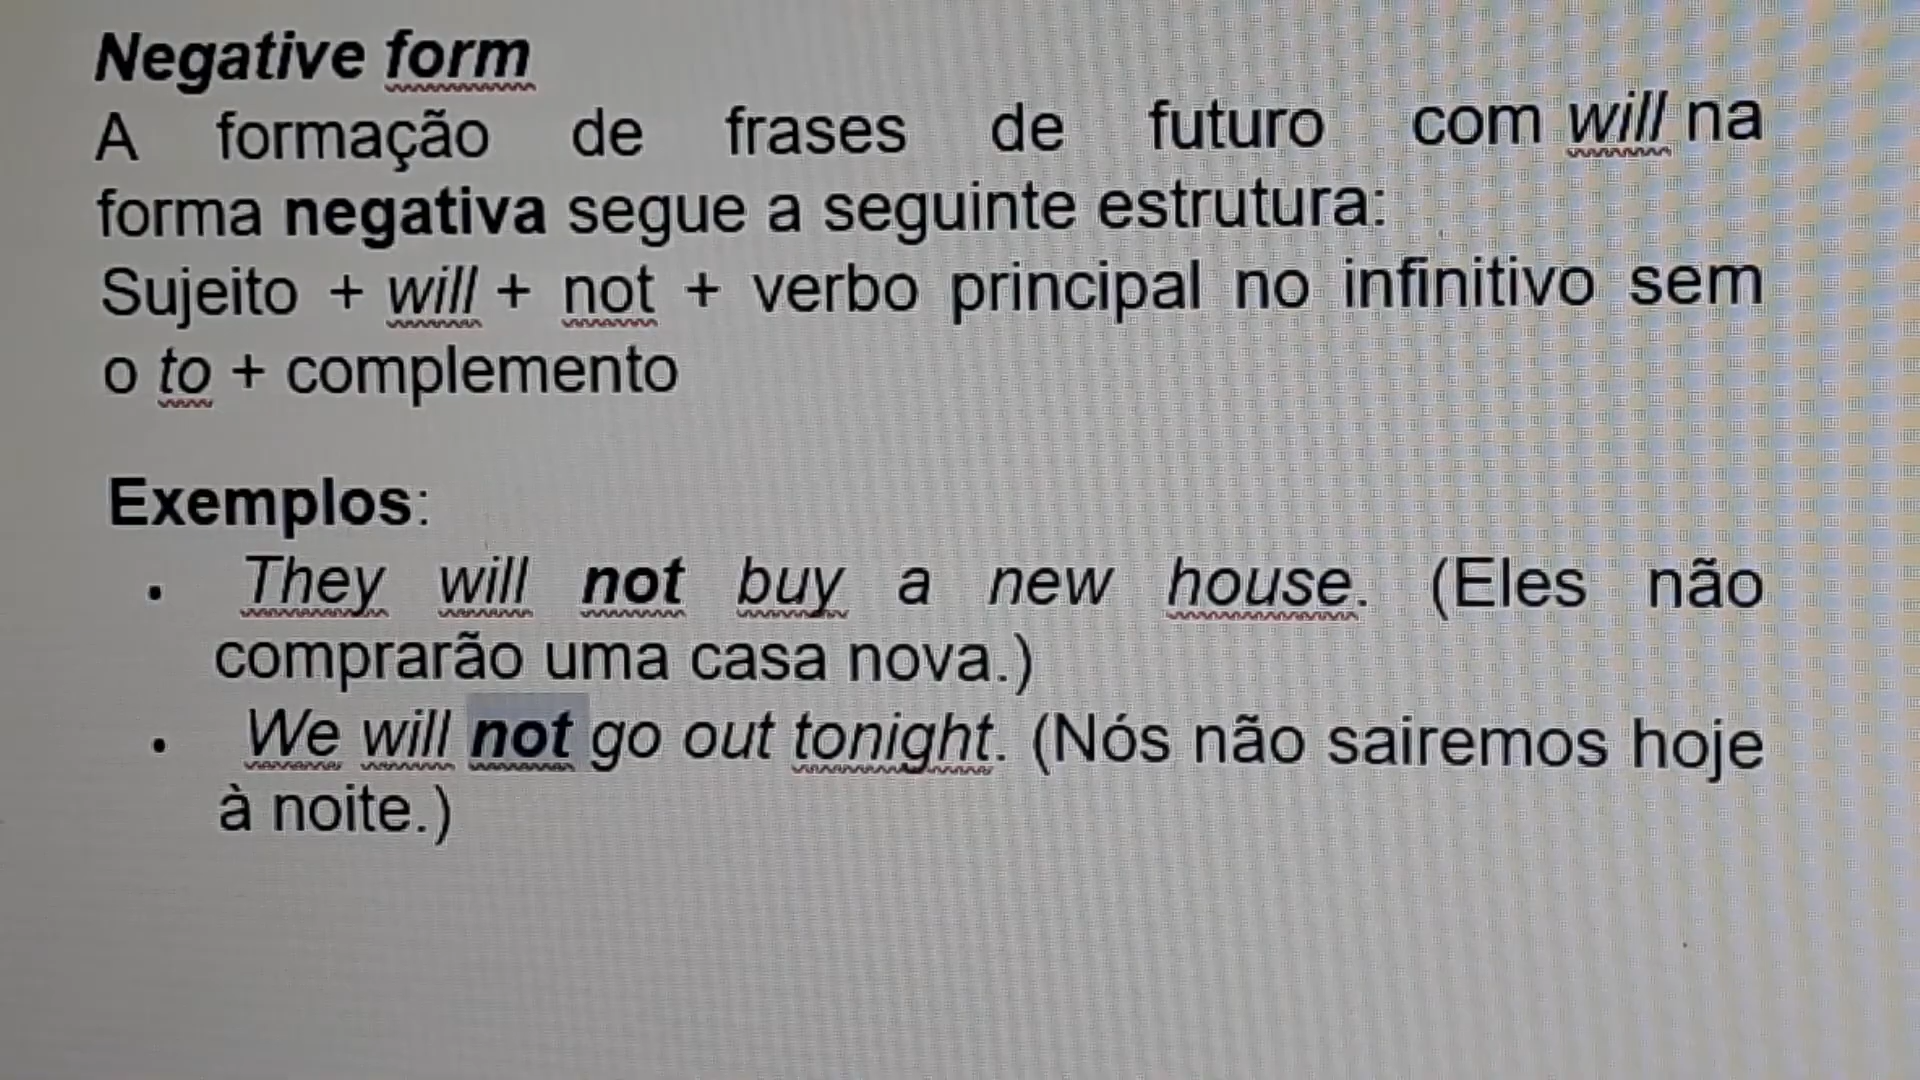 Negative form
A formação de frases de futuro com will na
forma negativa segue a seguinte estrutura:
Sujeito + will + not + verbo principal no infinitivo sem
o to + complemento
Exemplos:
• They will not buy a new house. (Eles não
comprarão uma casa nova.)
• We will not go out tonight. (Nós não sairemos hoje
à noite.)